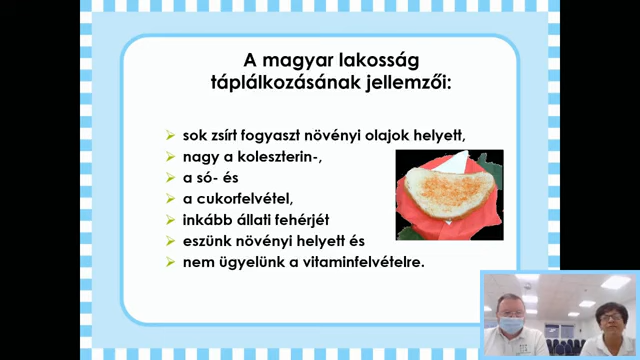 A magyar lakosság
táplálkozásának jellemzői:
sok zsírt fogyaszt növényi olajok helyett,
nagy a koleszterin-,
a só- és
a cukorfelvétel,
inkább állati fehérjét
eszünk növényi helyett és
nem ügyelünk a vitaminfelvételre.